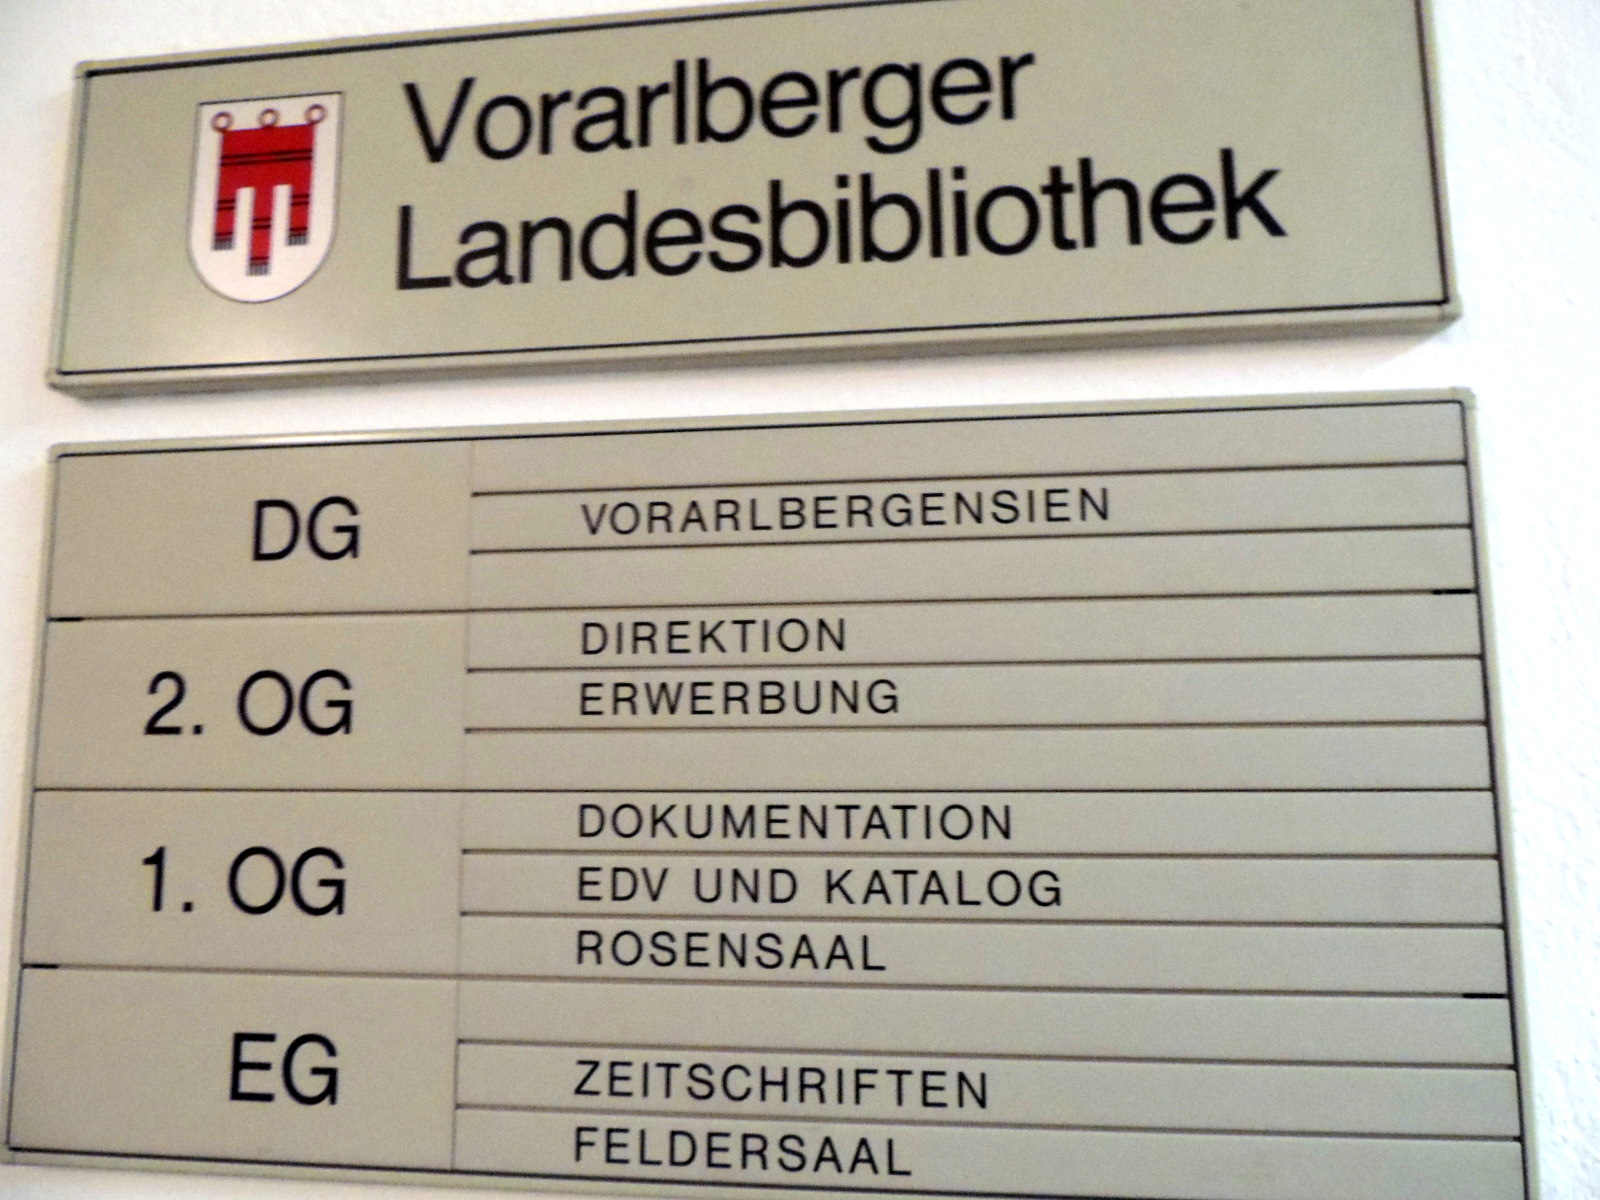 Vorarlberger
Landesbibliothek
DG
VORARLBERGENSIEN
2. OG
DIREKTION
ERWERBUNG
1. OG
DOKUMENTATION
EDV UND KATALOG
ROSENSAAL
EG
ZEITSCHRIFTEN
FELDERSAAL